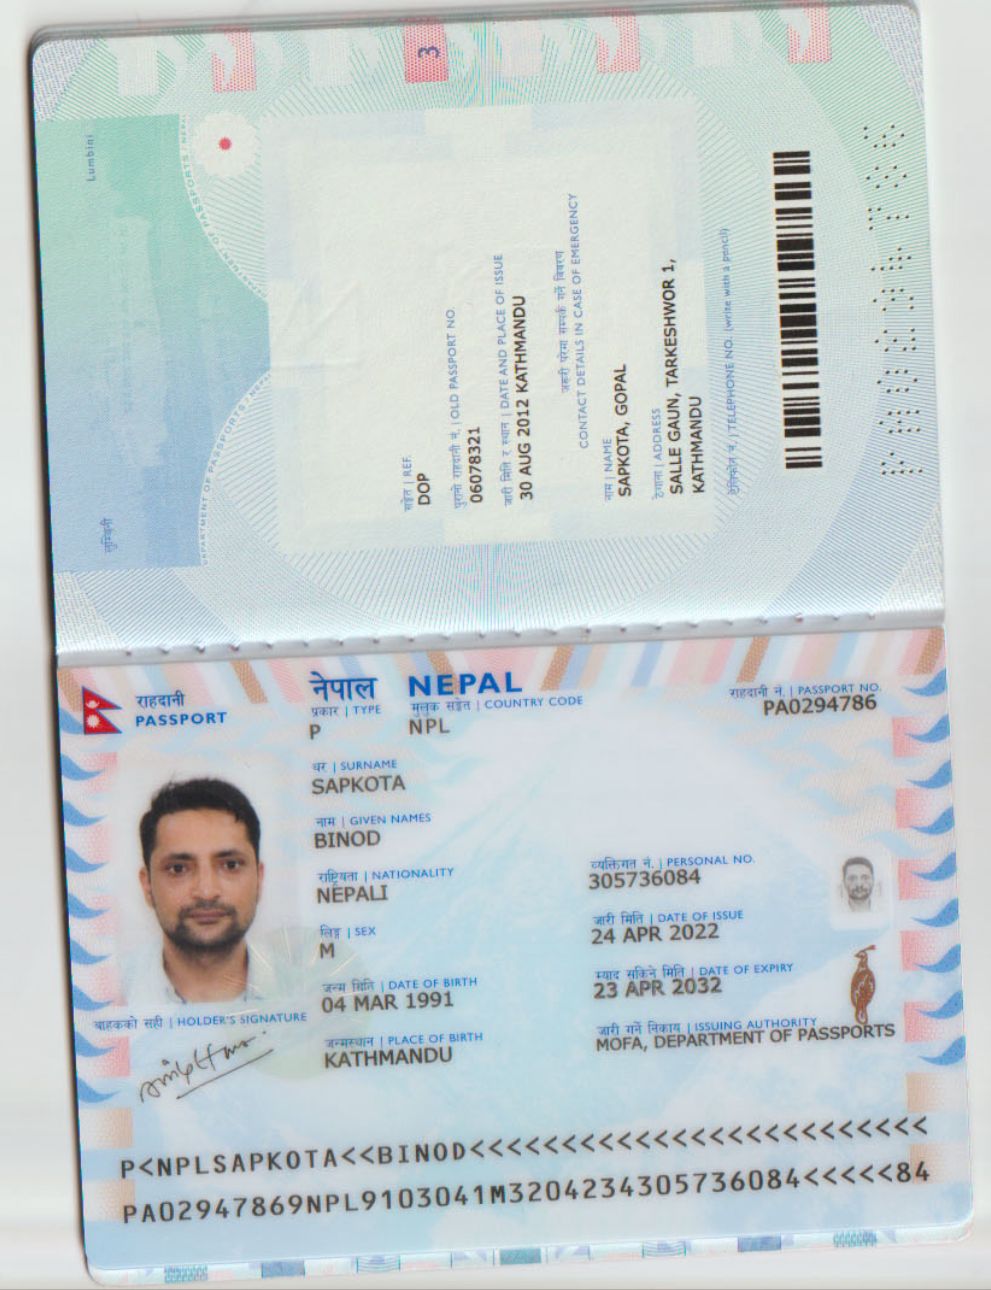 3
Lumbini
लुम्बिनी
DEPARTMENT OF PASSPORTS
सङ्केत | REF.
DOP
पुरानो राहदानी नं. | OLD PASSPORT NO.
06078321
जारी मिति र स्थान | DATE AND PLACE OF ISSUE
30 AUG 2012 KATHMANDU
जरुरी परेमा सम्पर्क गर्ने विवरण
CONTACT DETAILS IN CASE OF EMERGENCY
नाम | NAME
SAPKOTA, GOPAL
ठेगाना | ADDRESS
SALLE GAUN, TARKESHWOR 1,
KATHMANDU
टेलिफोन नं. | TELEPHONE NO. (write with a pencil)
राहदानी
PASSPORT
नेपाल NEPAL
प्रकार | TYPE
P
मुलुक सङ्केत | COUNTRY CODE
NPL
राहदानी नं. | PASSPORT NO.
PA0294786
थर | SURNAME
SAPKOTA
नाम | GIVEN NAMES
BINOD
राष्ट्रियता | NATIONALITY
NEPALI
व्यक्तिगत नं. | PERSONAL NO.
305736084
लिङ्ग | SEX
M
जारी मिति | DATE OF ISSUE
24 APR 2022
जन्म मिति | DATE OF BIRTH
04 MAR 1991
म्याद सकिने मिति | DATE OF EXPIRY
23 APR 2032
बाहकको सही | HOLDER'S SIGNATURE
जन्मस्थान | PLACE OF BIRTH
KATHMANDU
जारी गर्ने निकाय | ISSUING AUTHORITY
MOFA, DEPARTMENT OF PASSPORTS
P<NPLSAPKOTA<<BINOD<<<<<<<<<<<<<<<<<<<<<<<<<
PA02947869NPL9103041M3204234305736084<<<<<84